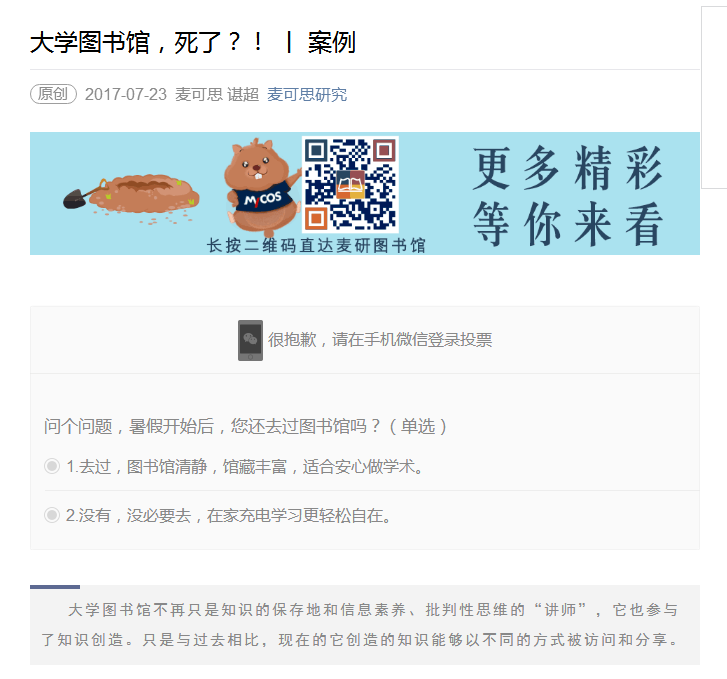 大学图书馆，死了？！ 丨 案例
原创 2017-07-23 麦可思 谌超 麦可思研究
更多精彩
等你来看
MyCOS
长按二维码直达麦研图书馆
很抱歉，请在手机微信登录投票
问个问题，暑假开始后，您还去过图书馆吗？（单选）
1.去过，图书馆清静，馆藏丰富，适合安心做学术。
2.没有，没必要去，在家充电学习更轻松自在。
大学图书馆不再只是知识的保存地和信息素养、批判性思维的“讲师”，它也参与
了知识创造。只是与过去相比，现在的它创造的知识能够以不同的方式被访问和分享。